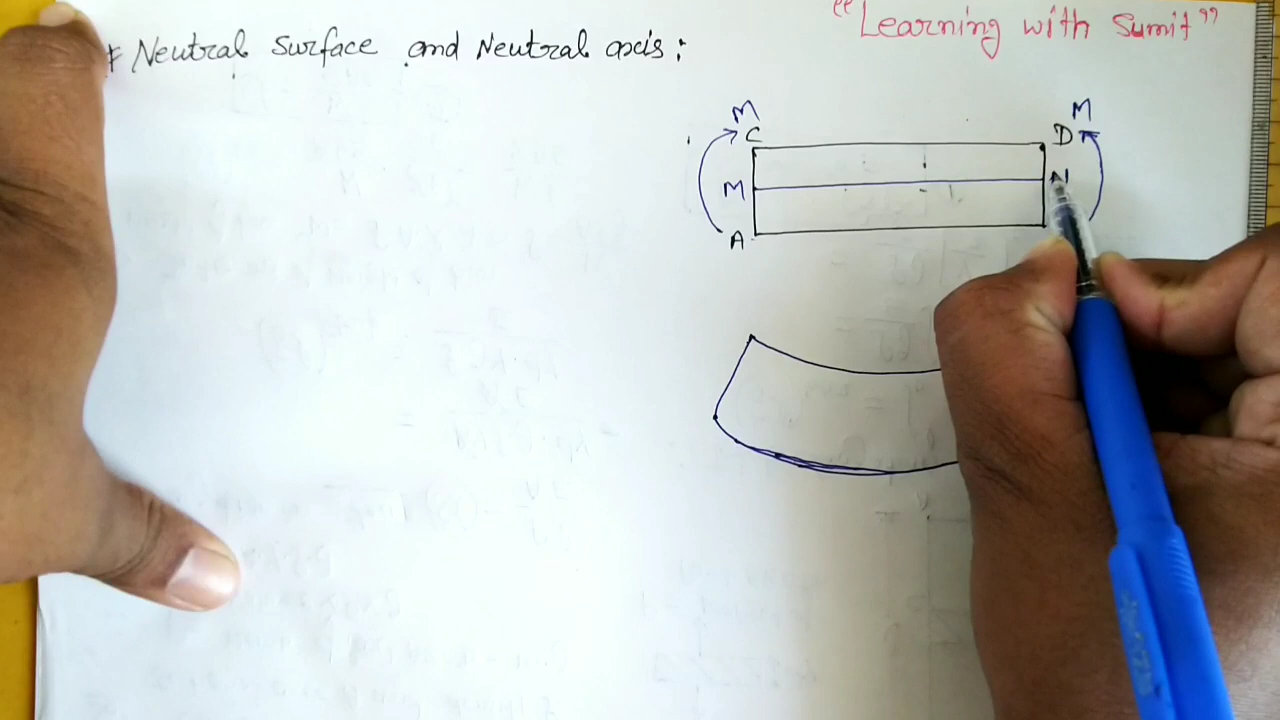 “Learning with Sumit”
* Neutral Surface and Neutral axis:
M M
C D
M N
A